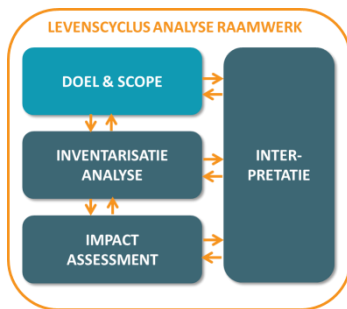 LEVENSCYCLUS ANALYSE RAAMWERK
DOEL & SCOPE
INVENTARISATIE
ANALYSE
INTER-
PRETATIE
IMPACT
ASSESSMENT